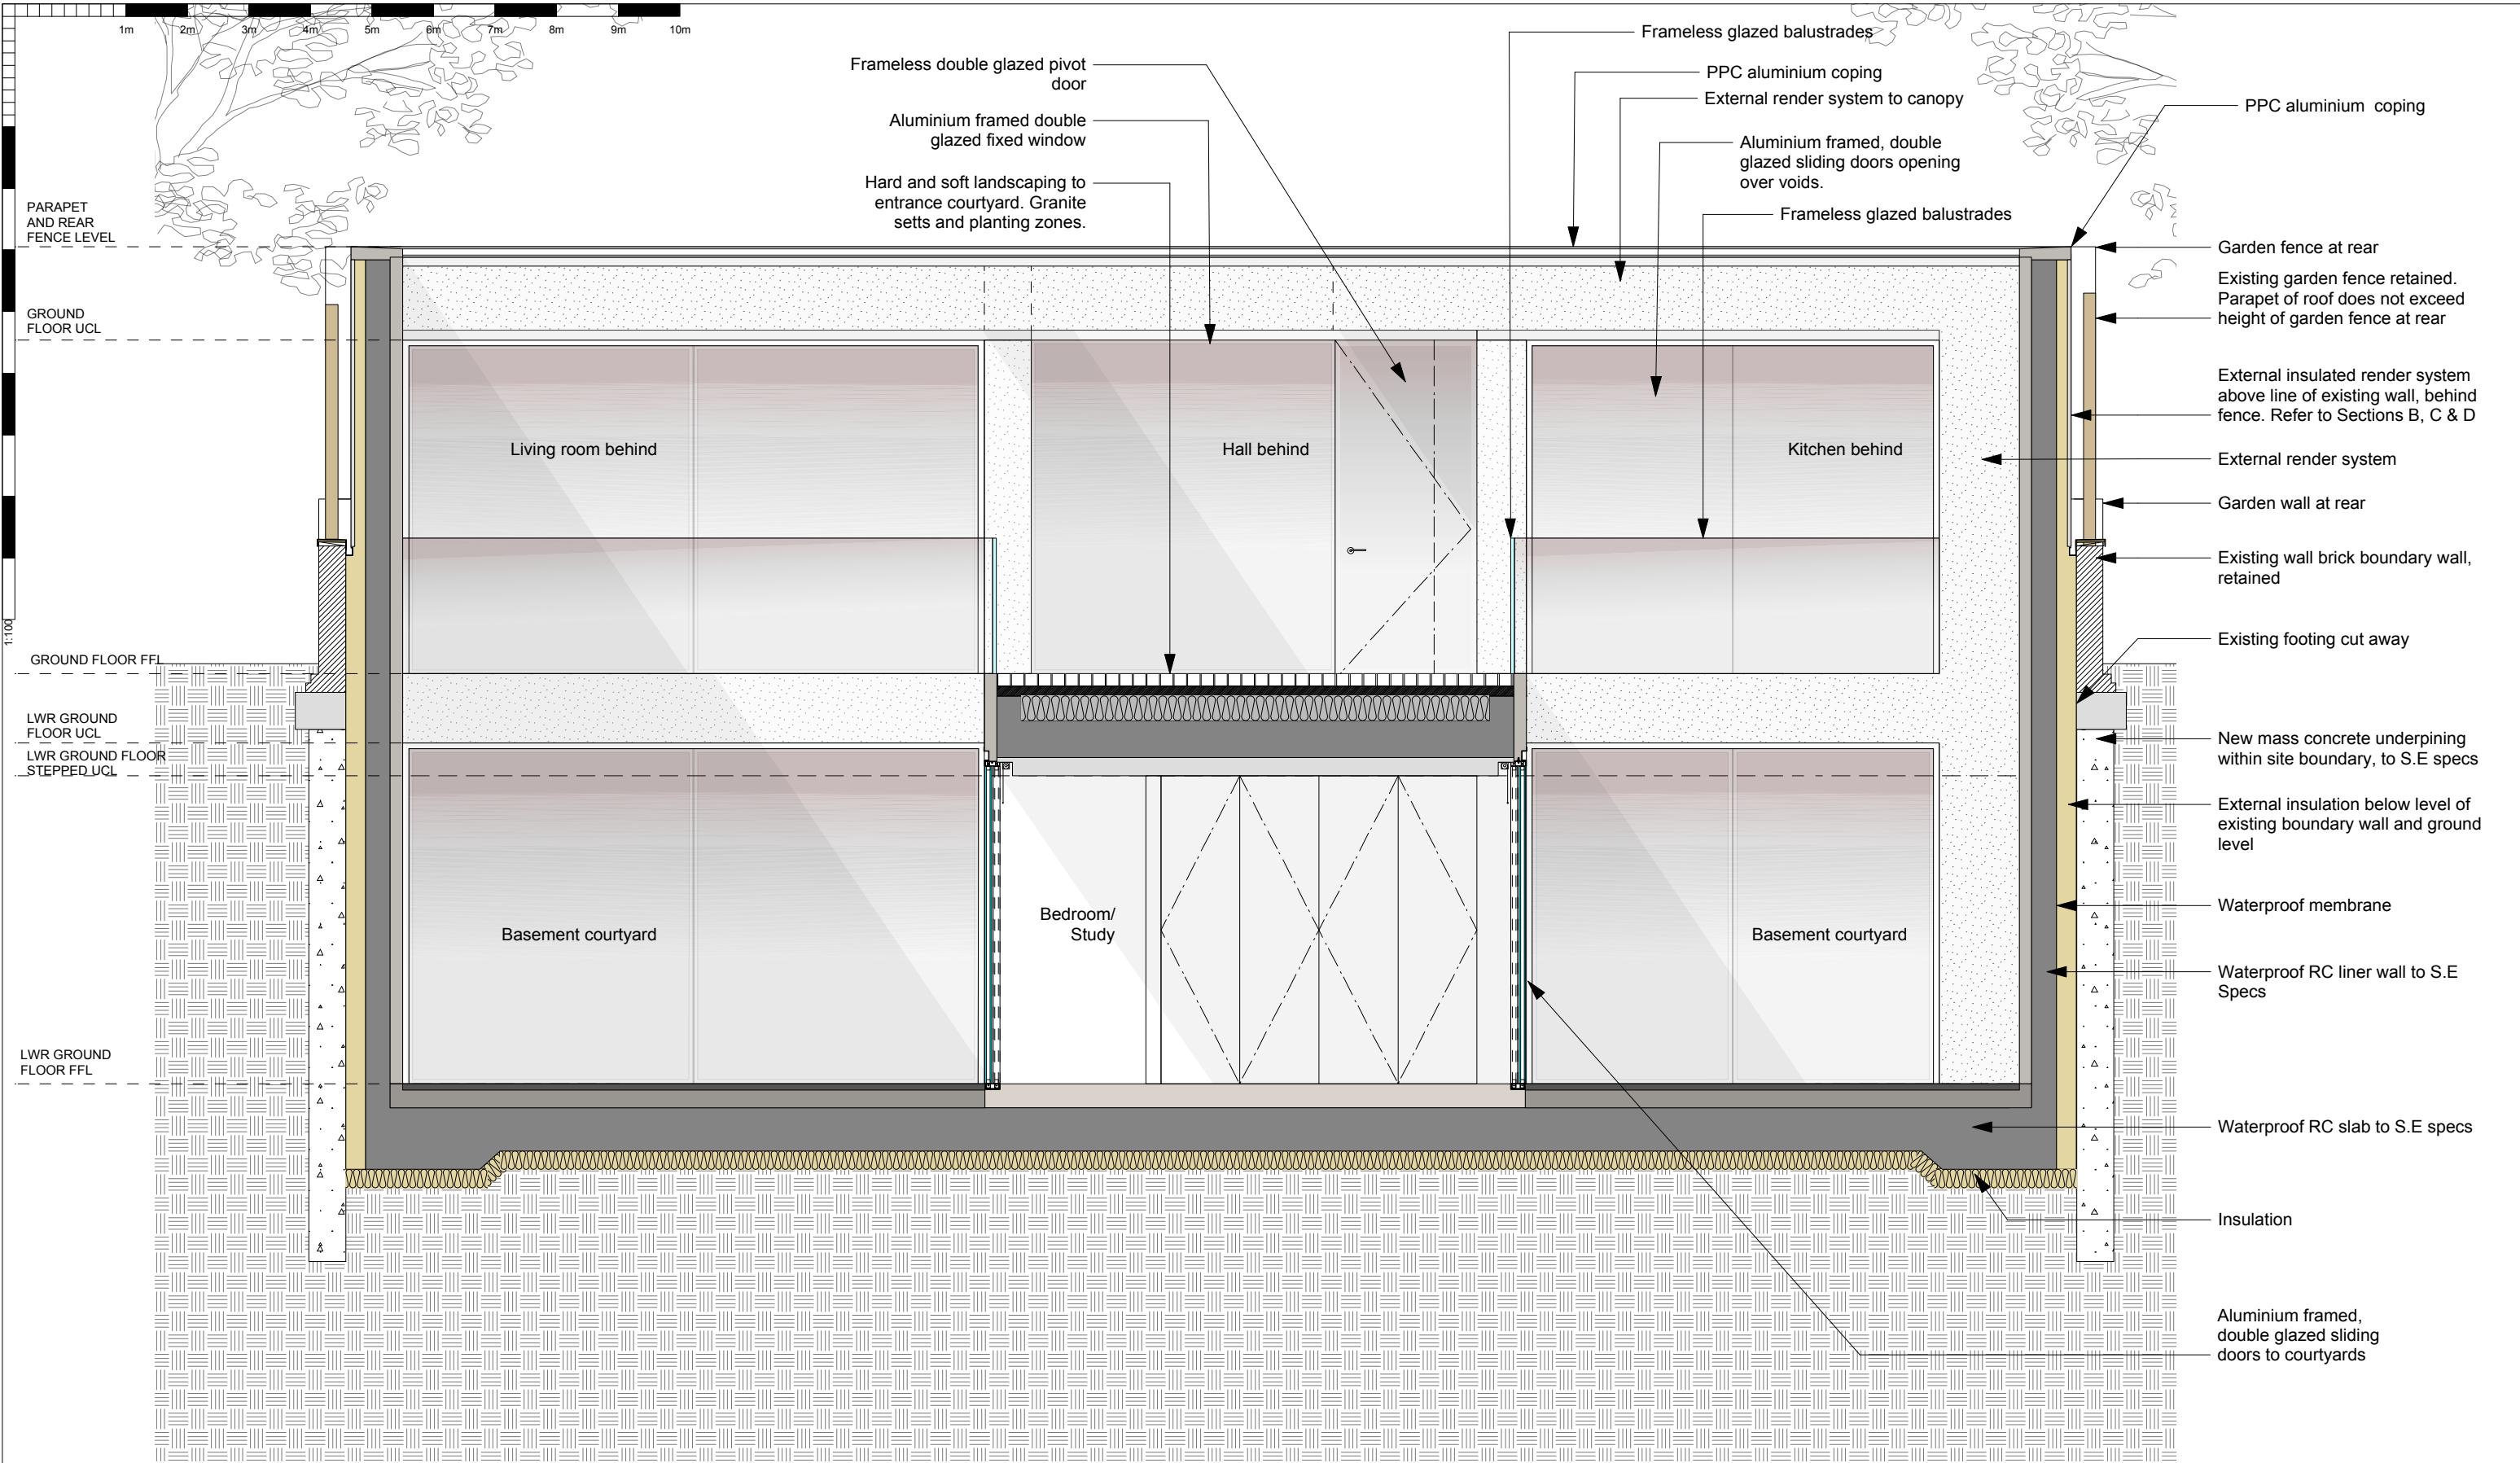 1m 2m 3m 4m 5m 6m 7m 8m 9m 10m
1:100
PARAPET
AND REAR
FENCE LEVEL
GROUND
FLOOR UCL
GROUND FLOOR FFL
LWR GROUND
FLOOR UCL
LWR GROUND FLOOR
STEPPED UCL
LWR GROUND
FLOOR FFL
Frameless double glazed pivot
door
Aluminium framed double
glazed fixed window
Hard and soft landscaping to
entrance courtyard. Granite
setts and planting zones.
Frameless glazed balustrades
PPC aluminium coping
External render system to canopy
Aluminium framed, double
glazed sliding doors opening
over voids.
Frameless glazed balustrades
Living room behind
Hall behind
Kitchen behind
Basement courtyard
Bedroom/
Study
Basement courtyard
PPC aluminium coping
Garden fence at rear
Existing garden fence retained.
Parapet of roof does not exceed
height of garden fence at rear
External insulated render system
above line of existing wall, behind
fence. Refer to Sections B, C & D
External render system
Garden wall at rear
Existing wall brick boundary wall,
retained
Existing footing cut away
New mass concrete underpining
within site boundary, to S.E specs
External insulation below level of
existing boundary wall and ground
level
Waterproof membrane
Waterproof RC liner wall to S.E
Specs
Waterproof RC slab to S.E specs
Insulation
Aluminium framed,
double glazed sliding
doors to courtyards